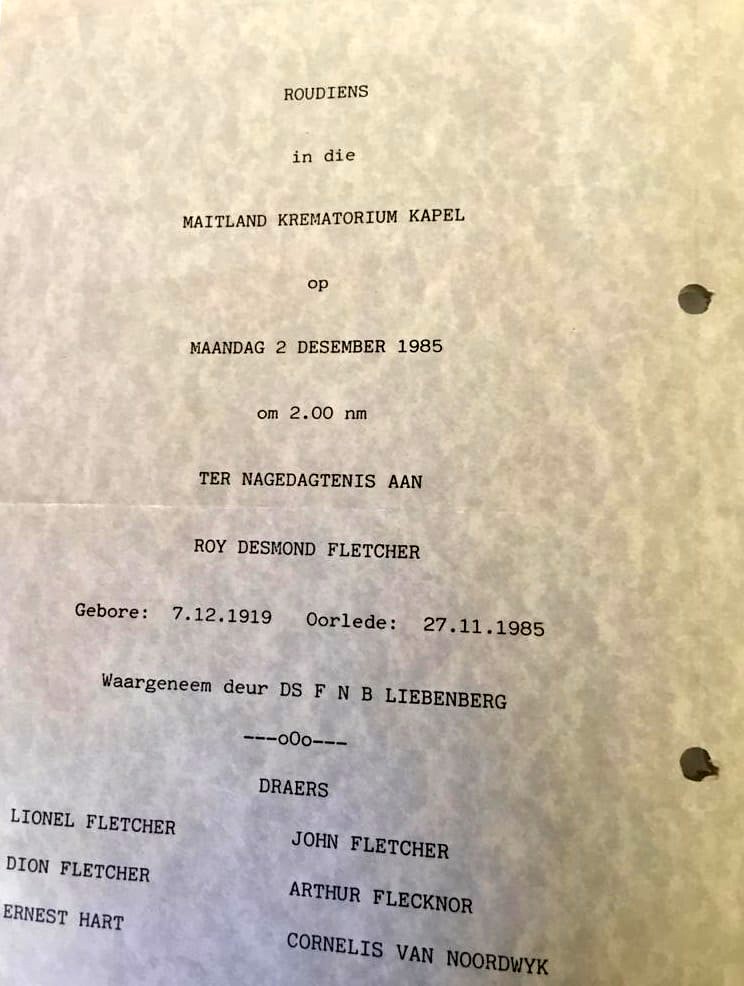 ROUDIENS
in die
MAITLAND KREMATORIUM KAPEL
op
MAANDAG 2 DESEMBER 1985
om 2.00 nm
TER NAGEDAGTENIS AAN
ROY DESMOND FLETCHER
Gebore: 7.12.1919 Oorlede: 27.11.1985
Waargeneem deur DS F N B LIEBENBERG
---oOo---
DRAERS
LIONEL FLETCHER JOHN FLETCHER
DION FLETCHER ARTHUR FLECKNOR
ERNEST HART CORNELIS VAN NOORDWYK